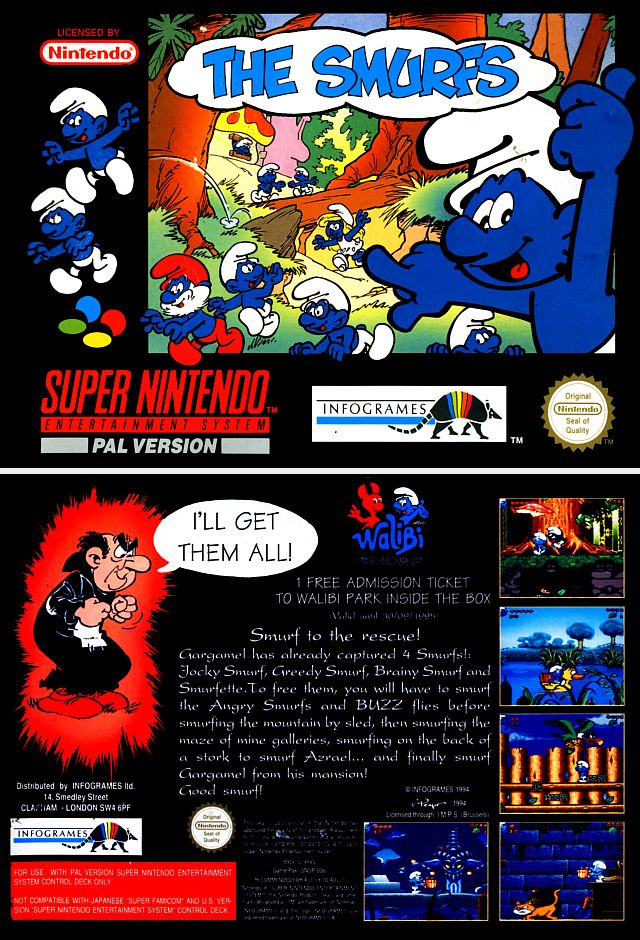 LICENSED BY
Nintendo
THE SMURFS
SUPER NINTENDO TM
ENTERTAINMENT SYSTEM
PAL VERSION
INFOGRAMES
TM
Original
Nintendo
Seal of
Quality
TM
I'LL GET
THEM ALL!
WaliBi
1 FREE ADMISSION TICKET
TO WALIBI PARK INSIDE THE BOX
(Valid until 30/09/1995)
Smurf to the rescue!
Gargamel has already captured 4 Smurfs!:
Jocky Smurf, Greedy Smurf, Brainy Smurf and
Smurfette.To free them, you will have to smurf
the Angry Smurfs and BUZZ flies before
smurfing the mountain by sled, then smurfing the
maze of mine galleries, smurfing on the back of
a stork to smurf Azrael... and finally smurf
Gargamel from his mansion!
Good smurf!
Distributed by INFOGRAMES ltd.
14, Smedley Street
CLAPHAM - LONDON SW4 6PF
© INFOGRAMES 1994
1994
Licensed through I.M.P.S. (Brussels)
INFOGRAMES
Original
Nintendo
Seal of
Quality
FOR USE WITH PAL VERSION SUPER NINTENDO ENTERTAINMENT
SYSTEM CONTROL DECK ONLY.
NOT COMPATIBLE WITH JAPANESE "SUPER FAMICOM" AND U.S. VER-
SION "SUPER NINTENDO ENTERTAINMENT SYSTEM" CONTROL DECK.